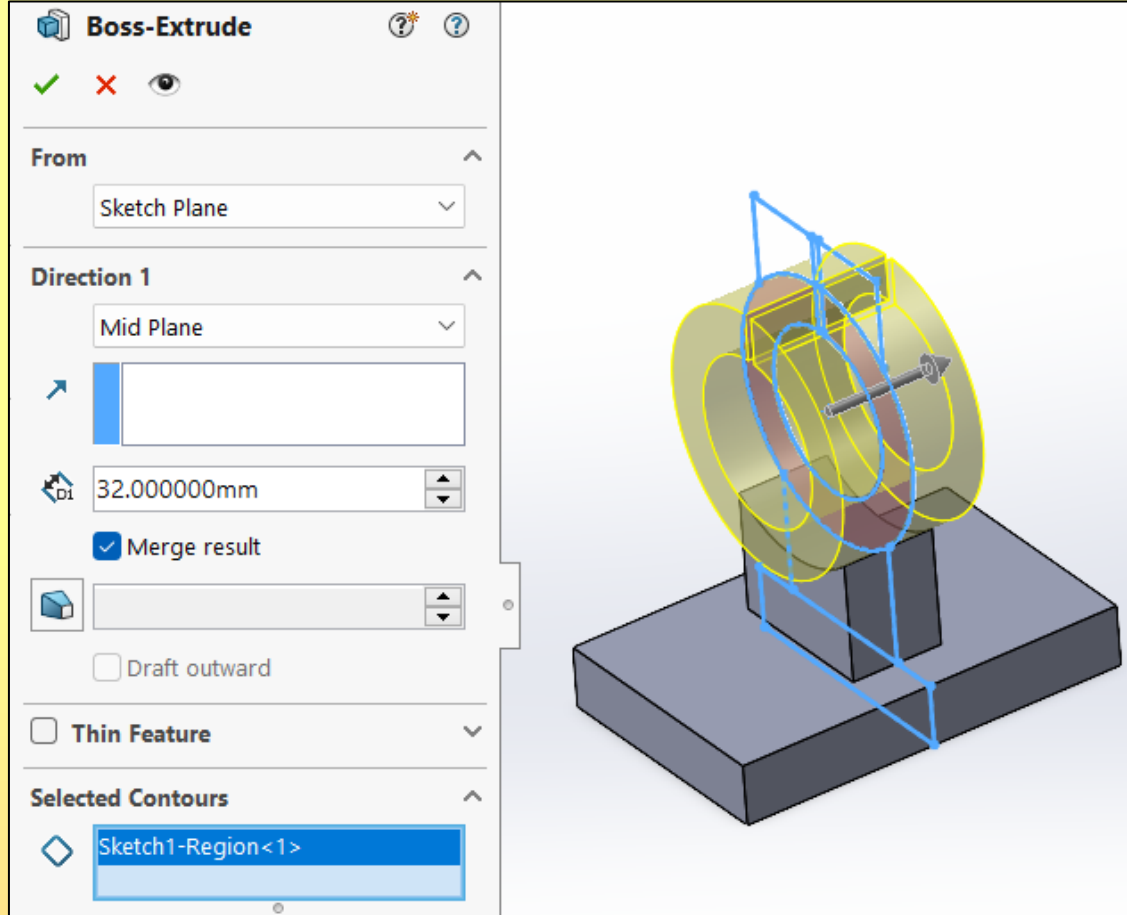 Boss-Extrude
From
Sketch Plane
Direction 1
Mid Plane
D1
32.000000mm
Merge result
Draft outward
Thin Feature
Selected Contours
Sketch1-Region<1>